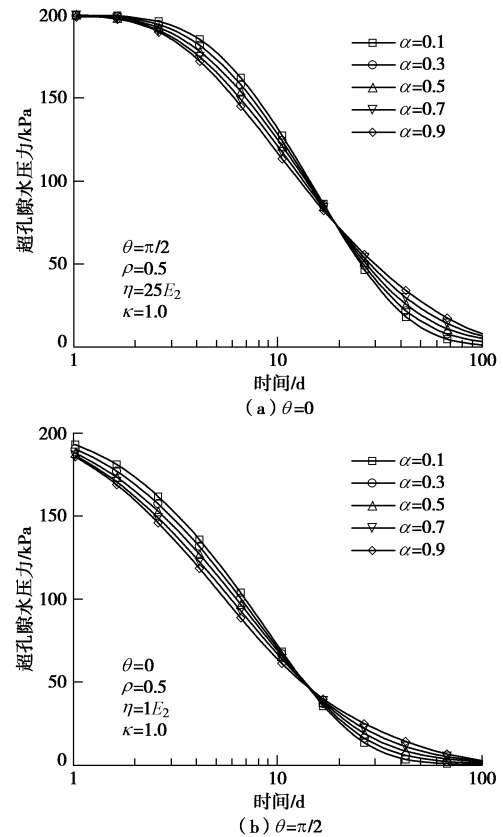 200
150
100
50
0
超孔隙水压力/kPa
α=0.1
α=0.3
α=0.5
α=0.7
α=0.9
θ=π/2
ρ=0.5
η=25E₂
κ=1.0
1 10 100
时间/d
(a) θ=0
200
150
100
50
0
超孔隙水压力/kPa
α=0.1
α=0.3
α=0.5
α=0.7
α=0.9
θ=0
ρ=0.5
η=1E₂
κ=1.0
1 10 100
时间/d
(b) θ=π/2